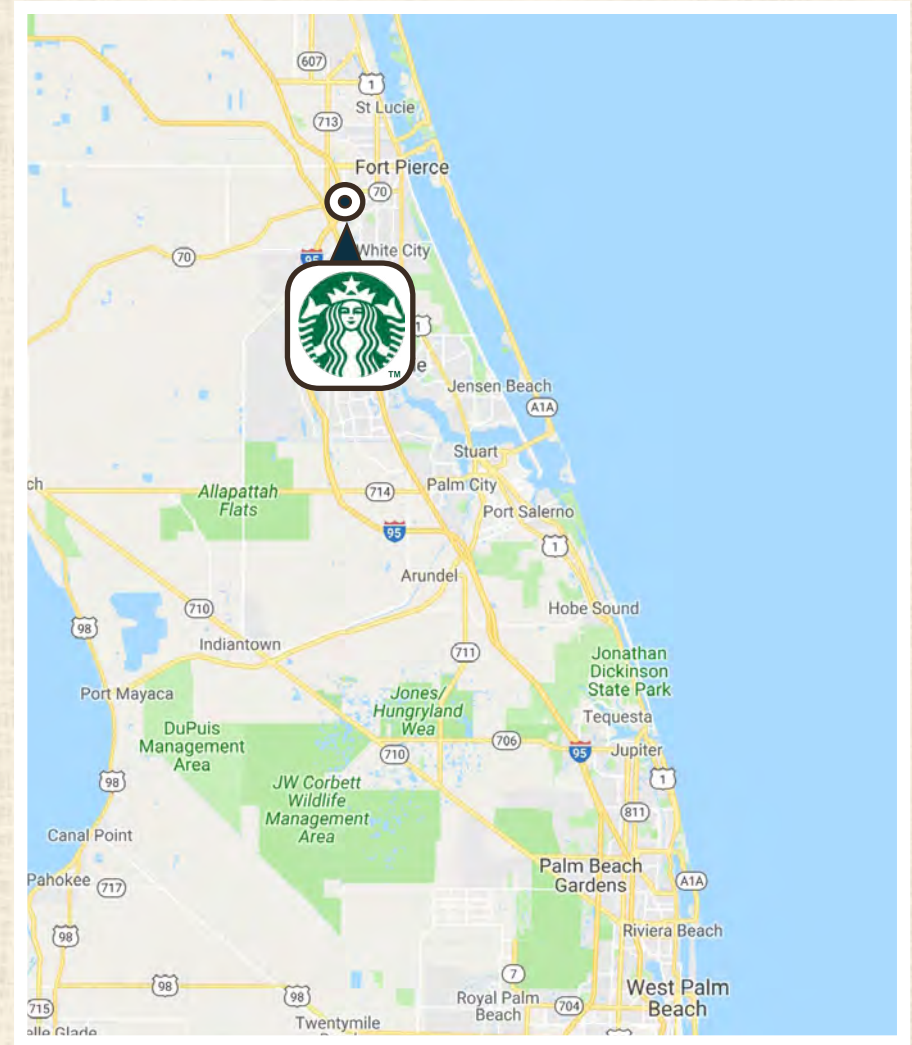 607
1
St Lucie
713
Fort Pierce
70
White City
70
95
1
TM
e
Jensen Beach
A1A
Stuart
ch
Allapattah
Flats
714
Palm City
Port Salerno
95
1
Arundel
710
Hobe Sound
98
Indiantown
711
Jonathan
Dickinson
State Park
Port Mayaca
Jones/
Hungryland
Wea
Tequesta
DuPuis
Management
Area
706
710
95
Jupiter
98
JW Corbett
Wildlife
Management
Area
1
811
Canal Point
Palm Beach
Gardens
Pahokee
717
A1A
98
Riviera Beach
7
98
98
West Palm
Beach
Royal Palm
Beach
704
715
Twentymile
elle Glade